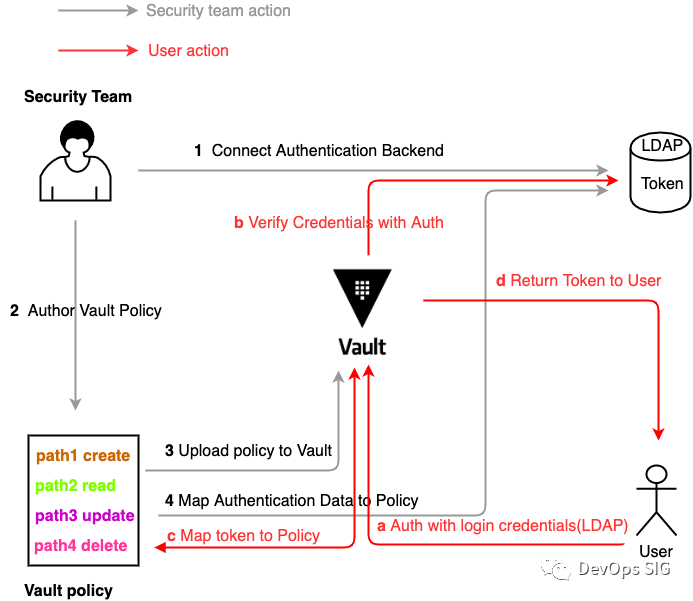 Security team action
User action
Security Team
1 Connect Authentication Backend
LDAP
Token
b Verify Credentials with Auth
d Return Token to User
2 Author Vault Policy
Vault
path1 create
path2 read
path3 update
path4 delete
3 Upload policy to Vault
4 Map Authentication Data to Policy
a Auth with login credentials(LDAP)
c Map token to Policy
User
Vault policy
DevOps SIG